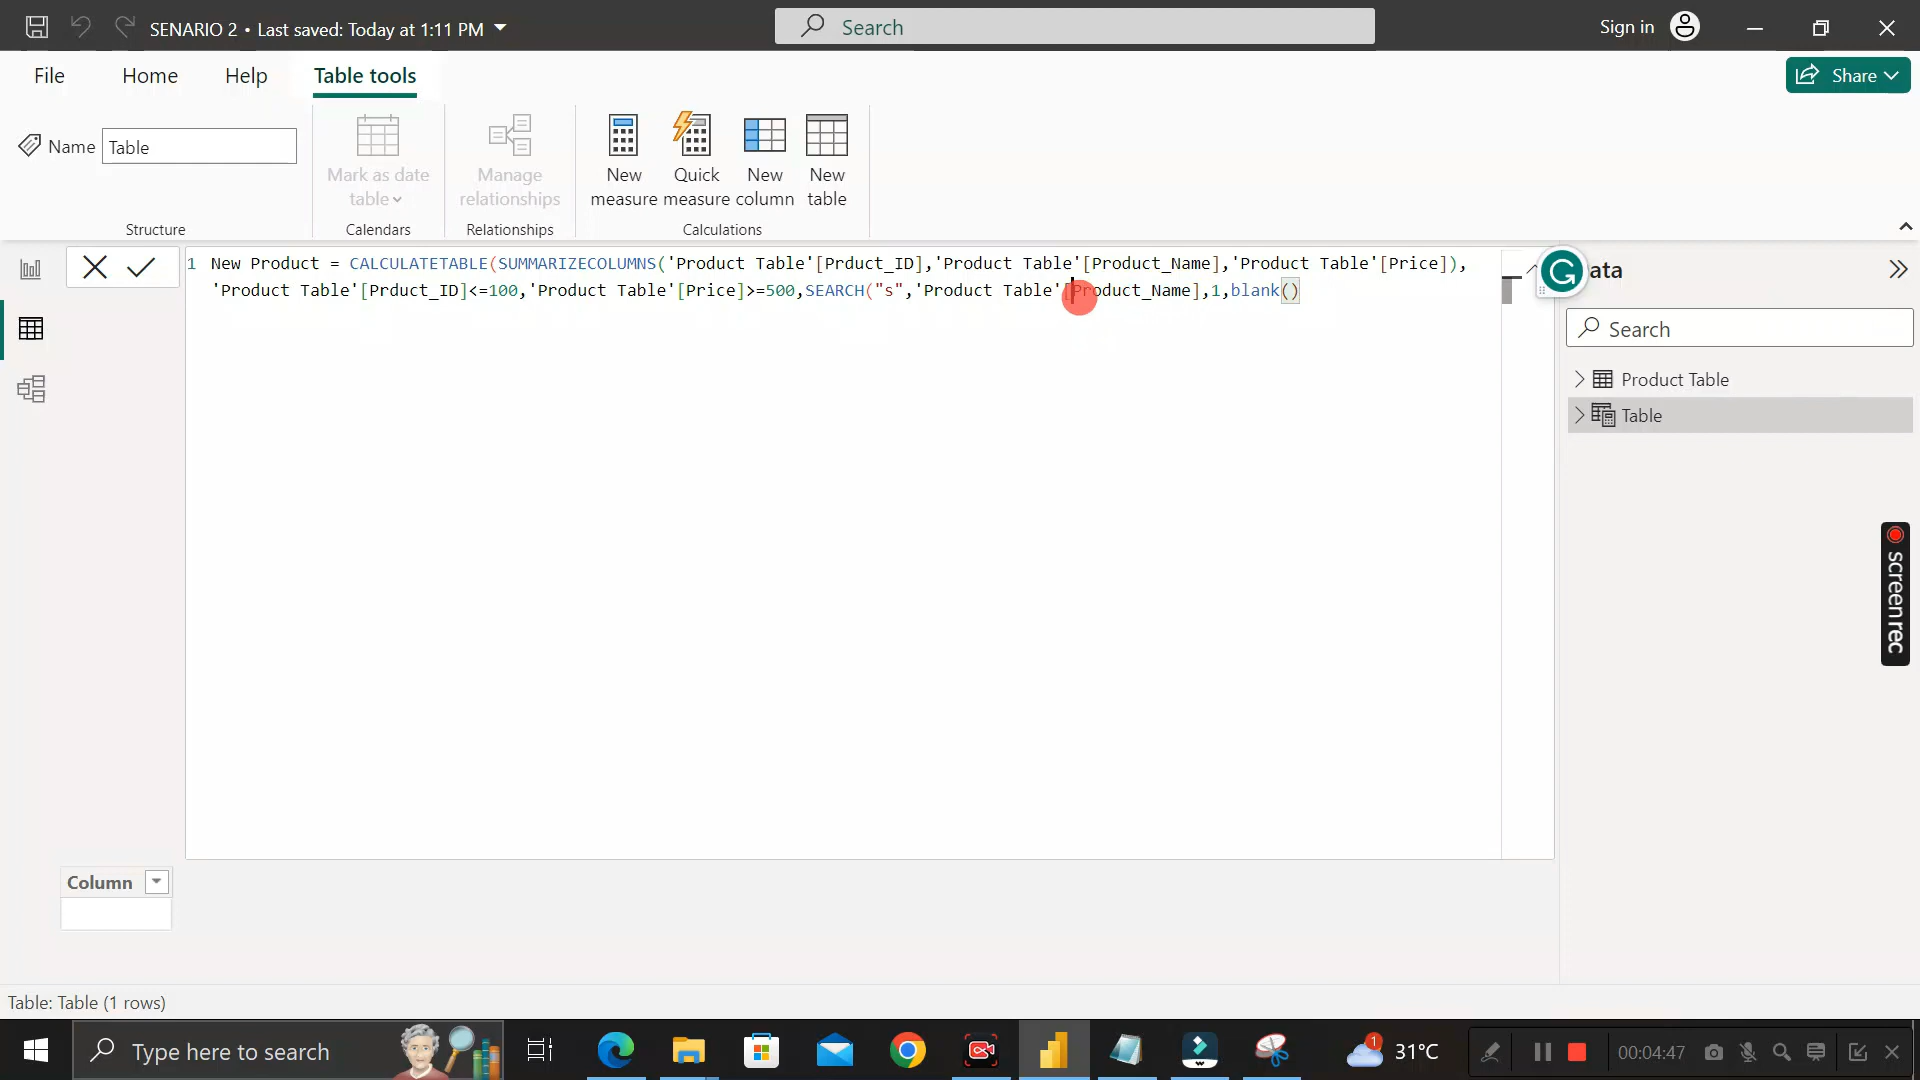 SENARIO 2 • Last saved: Today at 1:11 PM
Search
Sign in
File
Home
Help
Table tools
Share
Name
Table
Mark as date
table
Manage
relationships
New
measure
Quick
measure
New
column
New
table
Structure
Calendars
Relationships
Calculations
1 New Product = CALCULATETABLE(SUMMARIZECOLUMNS('Product Table'[Prduct_ID],'Product Table'[Product_Name],'Product Table'[Price]),
'Product Table'[Prduct_ID]<=100,'Product Table'[Price]>=500,SEARCH("s",'Product Table'[Product_Name],1,blank()
ata
Search
Product Table
Table
screenrec
Column
Table: Table (1 rows)
Type here to search
1
31°C
00:04:47